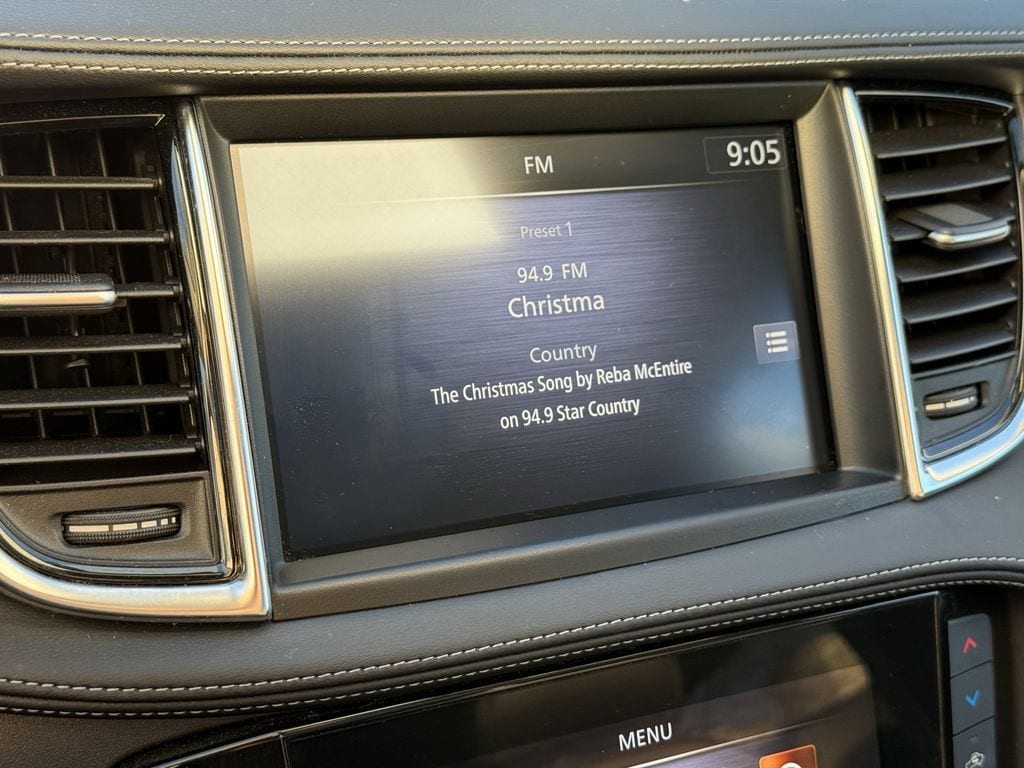 FM
9:05
Preset 1
94.9 FM
Christma
Country
The Christmas Song by Reba McEntire
on 94.9 Star Country
MENU